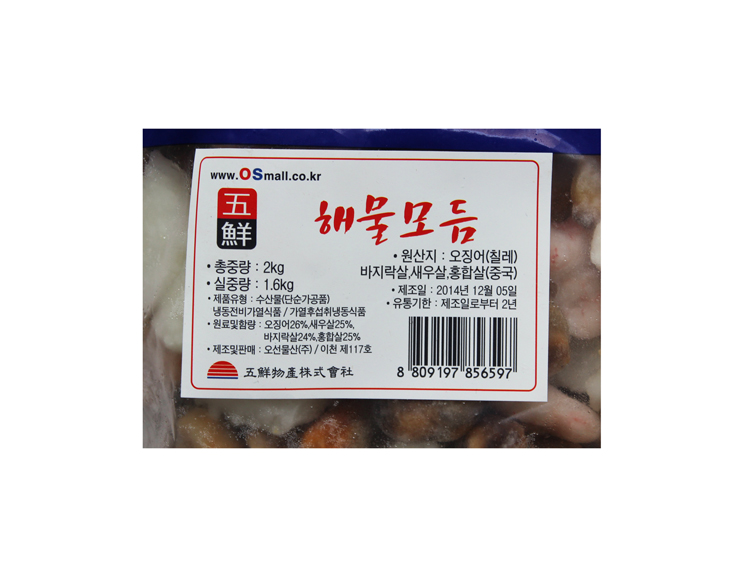 www.OSmall.co.kr
五
鮮
해물모듬
• 총중량 : 2kg
• 실중량 : 1.6kg
• 원산지 : 오징어(칠레)
바지락살,새우살,홍합살(중국)
• 제조일 : 2014년 12월 05일
• 유통기한 : 제조일로부터 2년
• 제품유형 : 수산물(단순가공품)
냉동전비가열식품 / 가열후섭취냉동식품
• 원료및함량 : 오징어26%,새우살25%,
바지락살24%,홍합살25%
• 제조및판매 : 오선물산(주) / 이천 제117호
五鮮物産株式會社
8 809197 856597